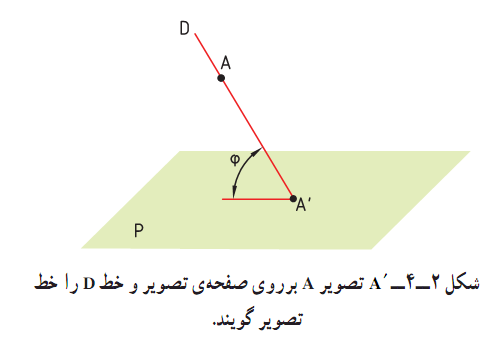 D
A
φ
A′
P
شکل ۲ــ۴ــ A′ تصویر A برروی صفحه‌ی تصویر و خط D را خط
تصویر گویند.